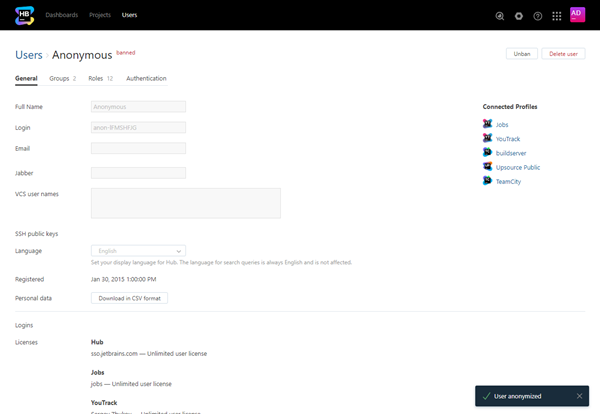 HB
Dashboards Projects Users
AD
Users Anonymous banned
Unban Delete user
General Groups 2 Roles 12 Authentication
Full Name Anonymous
Connected Profiles
Login
Jobs
Email
YouTrack
buildserver
Jabber
Upsource Public
TeamCity
VCS user names
SSH public keys
Language English
Set your display language for Hub. The language for search queries is always English and is not affected.
Registered Jan 30, 2015 1:00:00 PM
Personal data Download in CSV format
Logins
Licenses Hub
sso.jetbrains.com — Unlimited user license
Jobs
jobs — Unlimited user license
YouTrack
Unlimited user license
User anonymized